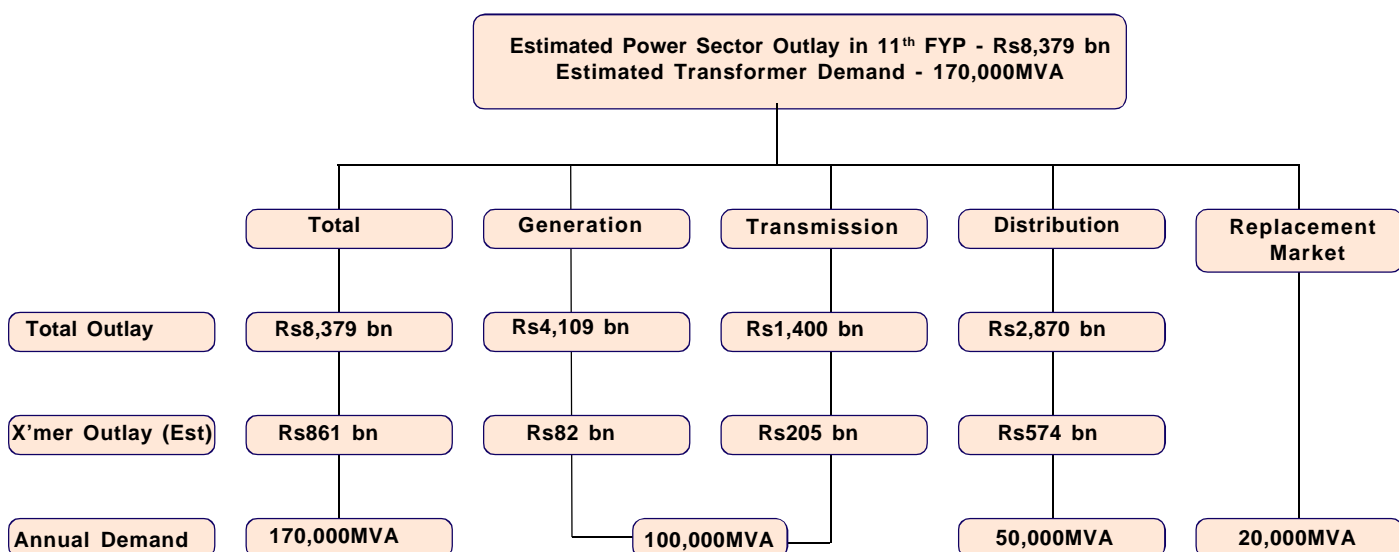 Estimated Power Sector Outlay in 11th FYP - Rs8,379 bn
Estimated Transformer Demand - 170,000MVA
Total
Generation
Transmission
Distribution
Replacement
Market
Total Outlay
Rs8,379 bn
Rs4,109 bn
Rs1,400 bn
Rs2,870 bn
X'mer Outlay (Est)
Rs861 bn
Rs82 bn
Rs205 bn
Rs574 bn
Annual Demand
170,000MVA
100,000MVA
50,000MVA
20,000MVA